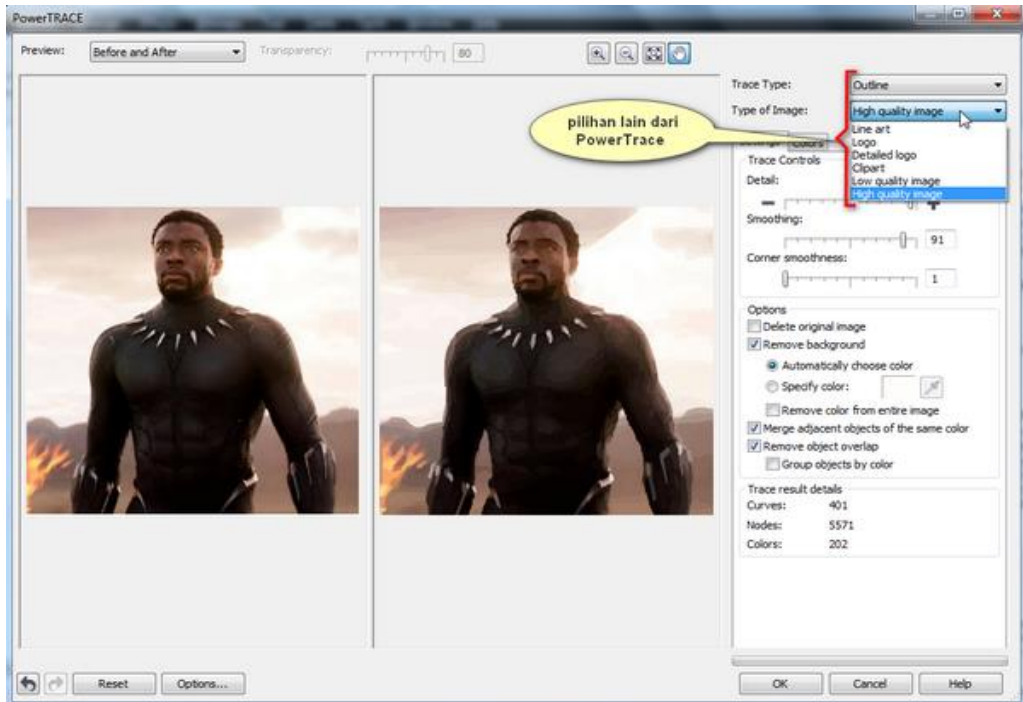 PowerTRACE
Preview:
Before and After
Transparency:
80
Trace Type:
Outline
Type of Image:
High quality image
Line art
Logo
Detailed logo
Clipart
Low quality image
High quality image
pilihan lain dari
PowerTrace
Settings
Colors
Trace Controls
Detail:
Smoothing:
91
Corner smoothness:
1
Options
Delete original image
Remove background
Automatically choose color
Specify color:
Remove color from entire image
Merge adjacent objects of the same color
Remove object overlap
Group objects by color
Trace result details
Curves: 401
Nodes: 5571
Colors: 202
Reset
Options...
OK
Cancel
Help